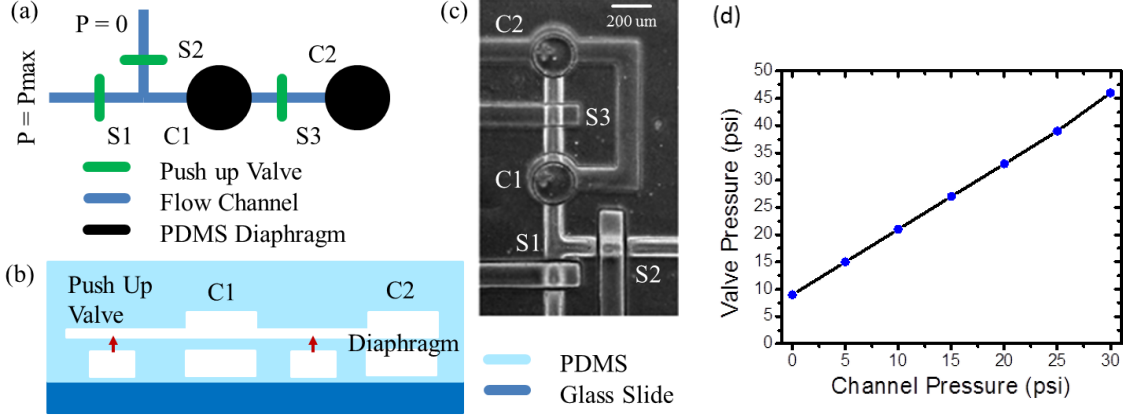 (a)
P = 0
S2
C2
P = Pmax
S1
C1
S3
Push up Valve
Flow Channel
PDMS Diaphragm
(b)
Push Up
Valve
C1
C2
Diaphragm
(c)
C2
200 um
S3
C1
S1
S2
PDMS
Glass Slide
(d)
50
45
40
35
30
25
20
15
10
5
0
Valve Pressure (psi)
0 5 10 15 20 25 30
Channel Pressure (psi)